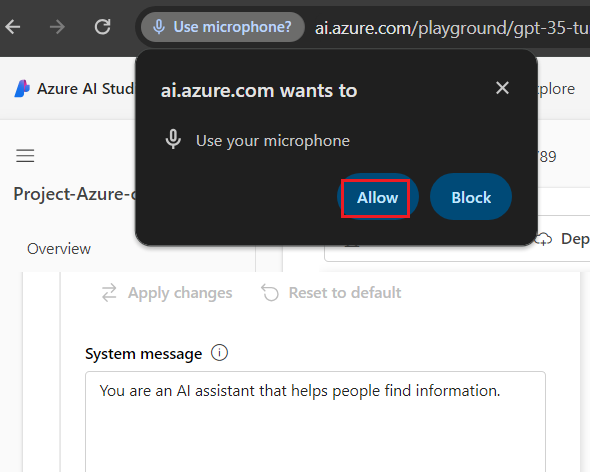 Use microphone? ai.azure.com/playground/gpt-35-tu
Azure AI Stud
ai.azure.com wants to
xplore
Use your microphone
789
Project-Azure-
Allow Block
Overview
Dep
Apply changes Reset to default
System message
You are an AI assistant that helps people find information.